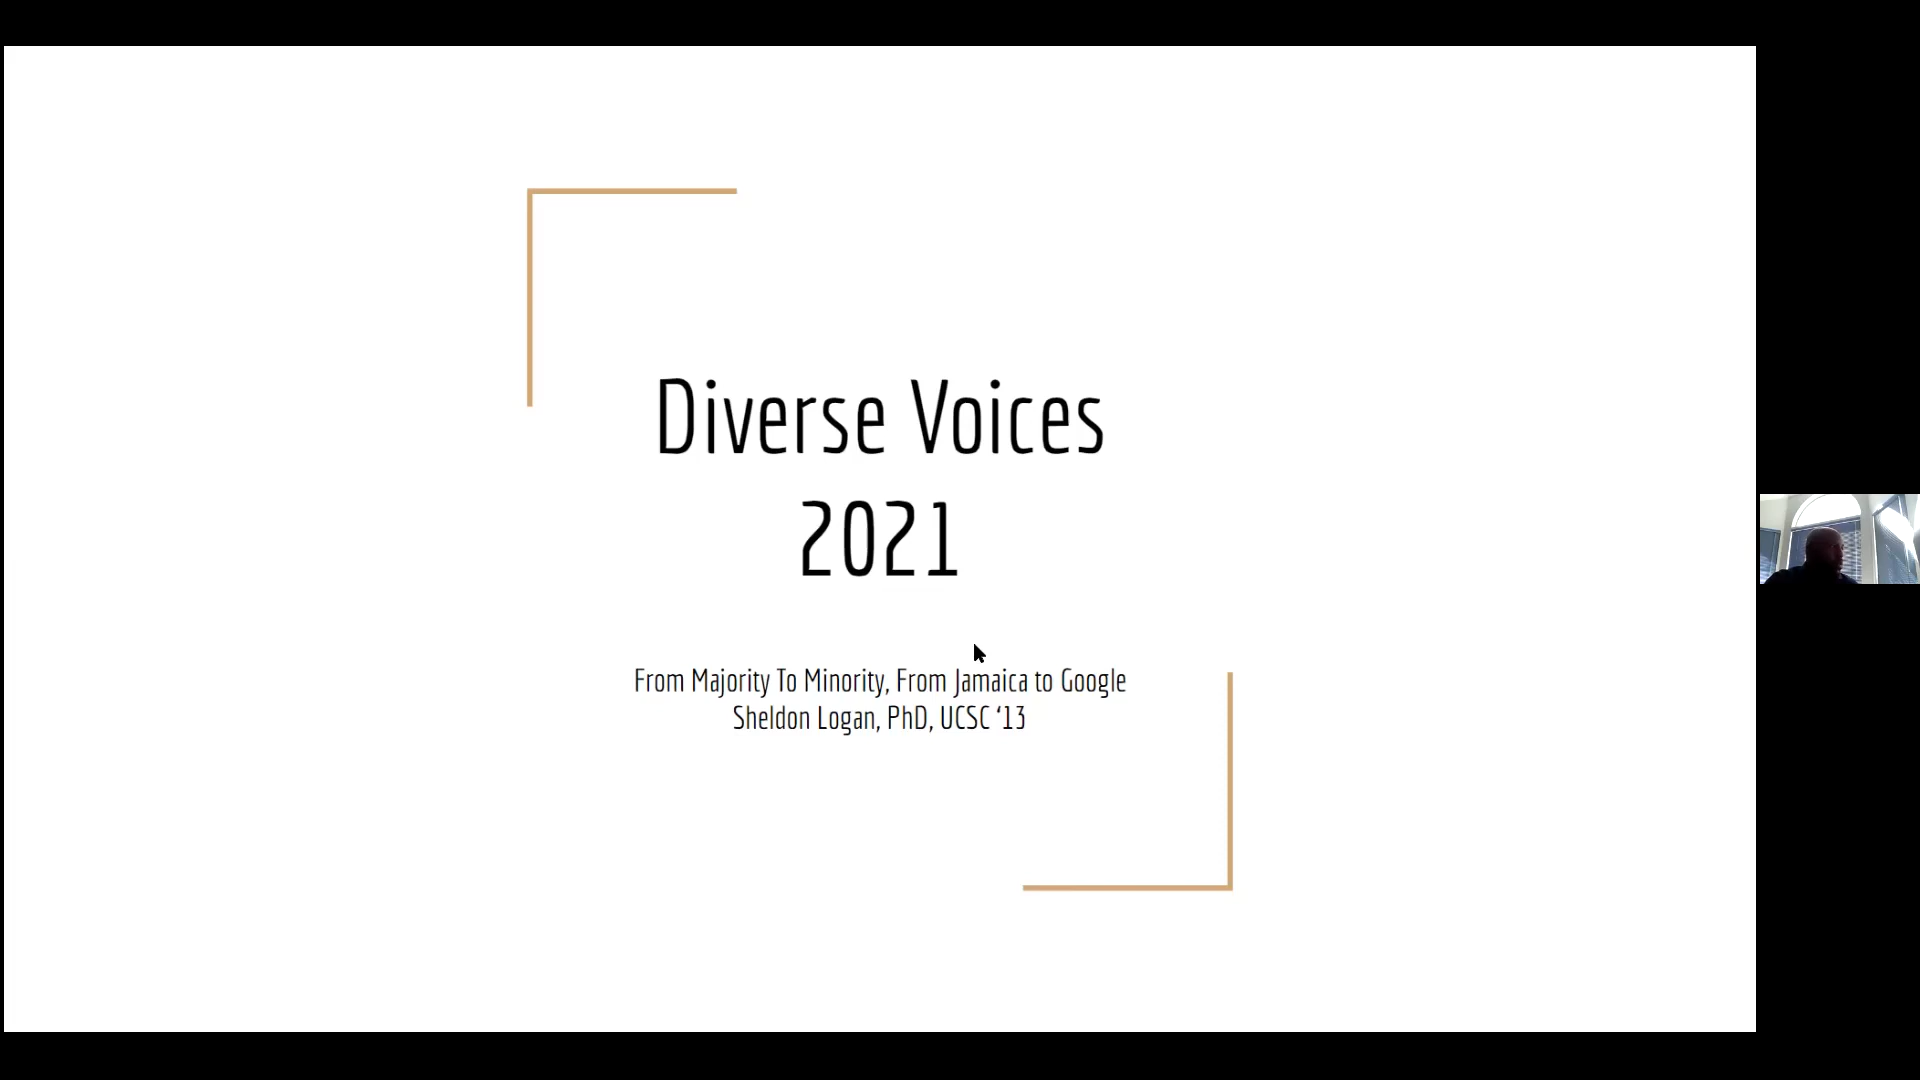 Diverse Voices
2021
From Majority To Minority, From Jamaica to Google
Sheldon Logan, PhD, UCSC ‘13